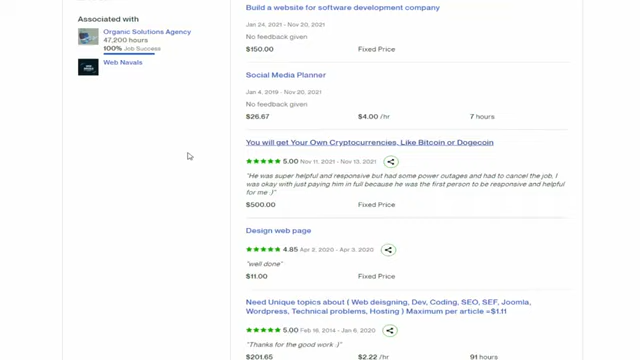 Associated with
Organic Solutions Agency
47,200 hours
100% Job Success
Web Navals
Build a website for software development company
Jan 24, 2021 - Nov 20, 2021
No feedback given
$150.00 Fixed Price
Social Media Planner
Jan 4, 2019 - Nov 20, 2021
No feedback given
$26.67 $4.00 /hr 7 hours
You will get Your Own Cryptocurrencies, Like Bitcoin or Dogecoin
5.00 Nov 11, 2021 - Nov 13, 2021
"He was super helpful and responsive but had some power outages and had to cancel the job, I
was okay with just paying him in full because he was the first person to be responsive and helpful
for me :)"
$500.00 Fixed Price
Design web page
4.85 Apr 2, 2020 - Apr 3, 2020
"well done"
$11.00 Fixed Price
Need Unique topics about ( Web deisgning, Dev, Coding, SEO, SEF, Joomla,
Wordpress, Technical problems, Hosting ) Maximum per article =$1.11
5.00 Feb 16, 2014 - Jan 6, 2020
"Thanks for the good work :)"
$201.65 $2.22 /hr 91 hours